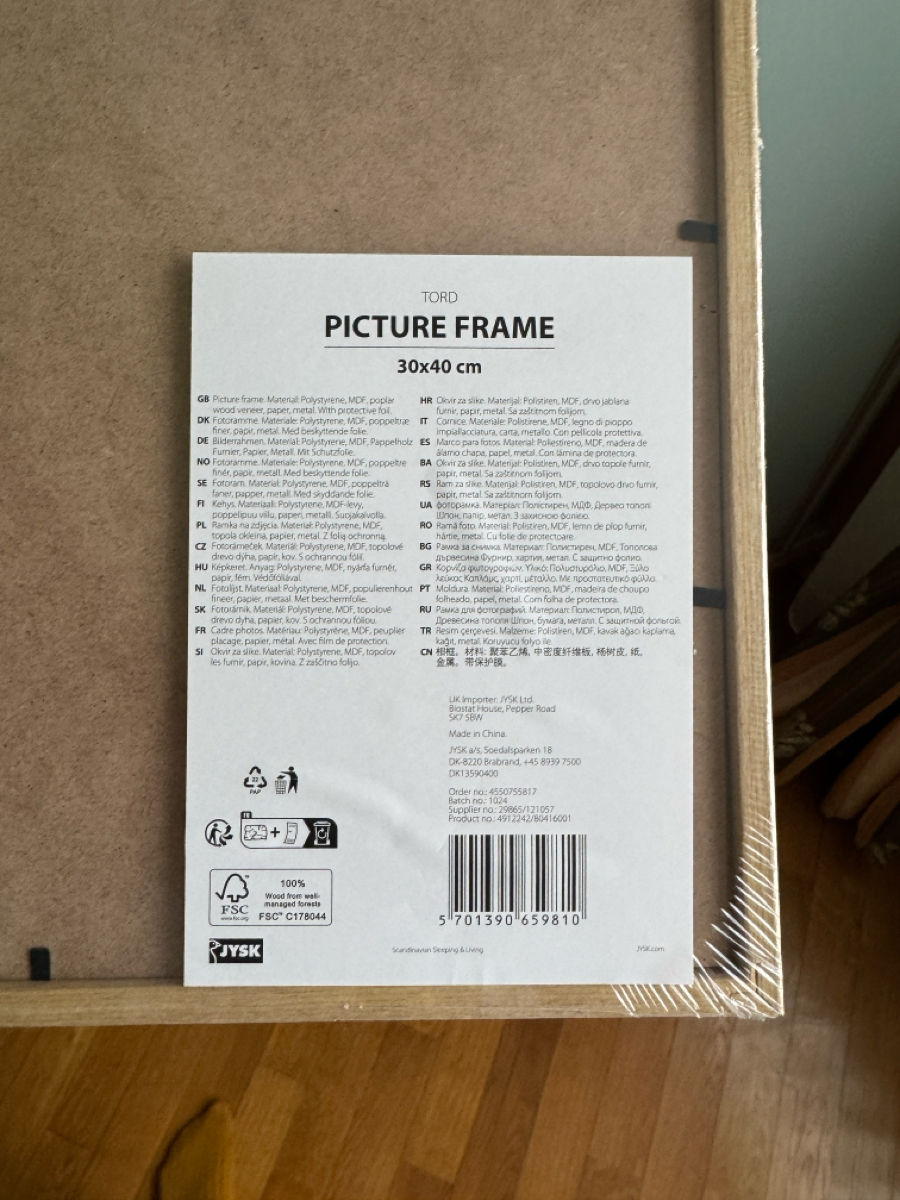 TORD
PICTURE FRAME
30x40 cm
GB Picture frame. Material: Polystyrene, MDF, poplar
wood veneer, paper, metal. With protective foil.
DK Fotoramme. Materiale: Polystyrene, MDF, poppeltræ
finer, papir, metal. Med beskyttende folie.
DE Bilderrahmen. Material: Polystyrene, MDF, Pappelholz
Furnier, Papier, Metall. Mit Schutzfolie.
NO Fotoramme. Materiale: Polystyrene, MDF, poppeltre
finér, papir, metall. Med beskyttende folie.
SE Fotoram. Material: Polystyrene, MDF, poppelträ
faner, papper, metall. Med skyddande folie.
FI Kehys. Materiaali: Polystyrene, MDF-levy,
poppelipuu viilu, paperi, metalli. Suojakalvolla.
PL Ramka na zdjęcia. Materiał: Polystyrene, MDF,
topola okleina, papier, metal. Z folią ochronną.
CZ Fotorámeček. Materiál: Polystyrene, MDF, topolové
dřevo dýha, papír, kov. S ochrannou fólií.
HU Képkeret. Anyag: Polystyrene, MDF, nyárfa furnér,
papír, fém. Védőfóliával.
NL Fotolijst. Materiaal: Polystyrene, MDF, populierenhout
fineer, papier, metaal. Met beschermfolie.
SK Fotorámik. Materiál: Polystyrene, MDF, topolové
drevo dyha, papier, kov. S ochrannou fóliou.
FR Cadre photos. Matériau: Polystyrène, MDF, peuplier
placage, papier, métal. Avec film de protection.
SI Okvir za slike. Material: Polystyrene, MDF, topolov
les furnir, papir, kovina. Z zaščitno folijo.
HR Okvir za slike. Materijal: Polistiren, MDF, drvo jablana
furnir, papir, metal. Sa zaštitnom folijom.
IT Cornice. Materiale: Polistirene, MDF, legno di pioppo
impiallacciatura, carta, metallo. Con pellicola protettiva.
ES Marco para fotos. Material: Poliestireno, MDF, madera de
álamo chapa, papel, metal. Con lámina de protectora.
BA Okvir za slike. Materijal: Polistiren, MDF, drvo topole furnir,
papir, metal. Sa zaštitnom folijom.
RS Ram za slike. Materijal: Polistiren, MDF, topolovo drvo furnir,
papir, metal. Sa zaštitnom folijom.
UA фоторамка. Материал: Полістирен, МДФ, Дерево тополі
Шпон, папір, метал. З захисною фолією.
RO Ramă foto. Material: Polistiren, MDF, lemn de plop furnir,
hârtie, metal. Cu folie de protectoare.
BG Рамка за снимка. Материал: Полистирен, MDF, Тополова
дървесина Фурнир, хартия, метал. С защитно фолио.
GR Κορνίζα φωτογραφιών. Υλικό: Πολυστυρόλιο, MDF, Ξύλο
λεύκας Καπλαμάς, χαρτί, μέταλλο. Με προστατευτικό φύλλο.
PT Moldura. Material: Poliestireno, MDF, madeira de choupo
folheado, papel, metal. Com folha de protectora.
RU Рамка для фотографий. Материал: Полистирол, МДФ,
Древесина тополя Шпон, бумага, металл. С защитной фольгой.
TR Resim çerçevesi. Malzeme: Polistiren, MDF, kavak ağacı kaplama,
kağıt, metal. Koruyucu folyo ile.
CN 相框。材料: 聚苯乙烯, 中密度纤维板, 杨树皮, 纸,
金属。带保护膜。
UK Importer: JYSK Ltd.
Biostat House, Pepper Road
SK7 5BW
Made in China.
JYSK a/s, Soedalsparken 18
DK-8220 Brabrand, +45 8939 7500
DK13590400
Order no.: 4550755817
Batch no.: 1024
Supplier no.: 29865/121057
Product no.: 4912242/80416001
22
PAP
FR
+
FSC
www.fsc.org
100%
Wood from well-
managed forests
FSC™ C178044
5 701390 659810
JYSK
Scandinavian Sleeping & Living
JYSK.com